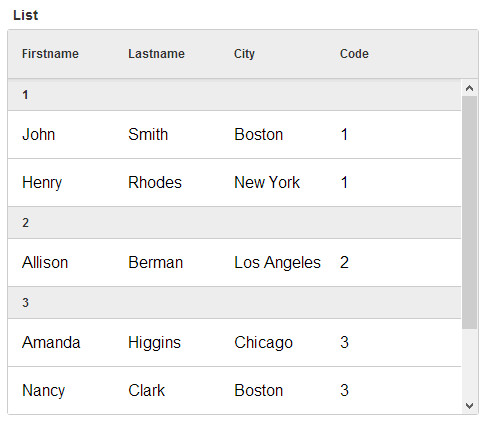 List
Firstname Lastname City Code
1
John Smith Boston 1
Henry Rhodes New York 1
2
Allison Berman Los Angeles 2
3
Amanda Higgins Chicago 3
Nancy Clark Boston 3